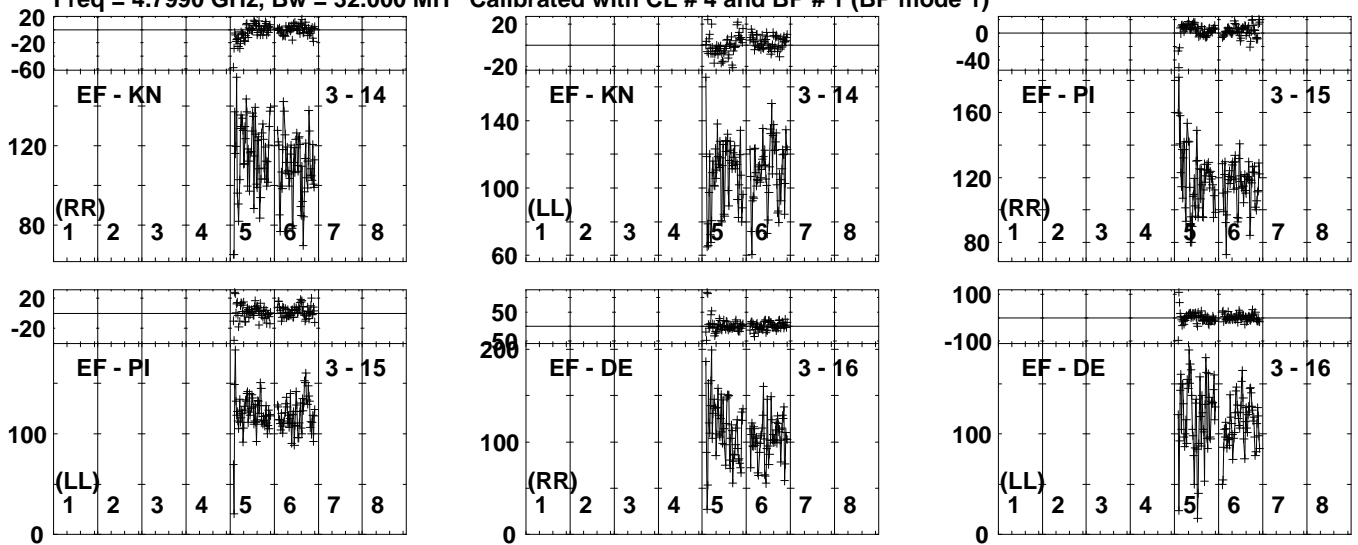 Freq = 4.7990 GHz, Bw = 32.000 MH Calibrated with CL # 4 and BP # 1 (BP mode 1)
20
-20
-60
EF - KN 3 - 14
120
80
(RR)
1 2 3 4 5 6 7 8
20
-20
EF - KN 3 - 14
140
100
60
(LL)
1 2 3 4 5 6 7 8
0
-40
EF - PI 3 - 15
160
120
80
(RR)
1 2 3 4 5 6 7 8
20
-20
EF - PI 3 - 15
100
0
(LL)
1 2 3 4 5 6 7 8
50
-50
200
EF - DE 3 - 16
100
0
(RR)
1 2 3 4 5 6 7 8
100
-100
EF - DE 3 - 16
100
0
(LL)
1 2 3 4 5 6 7 8